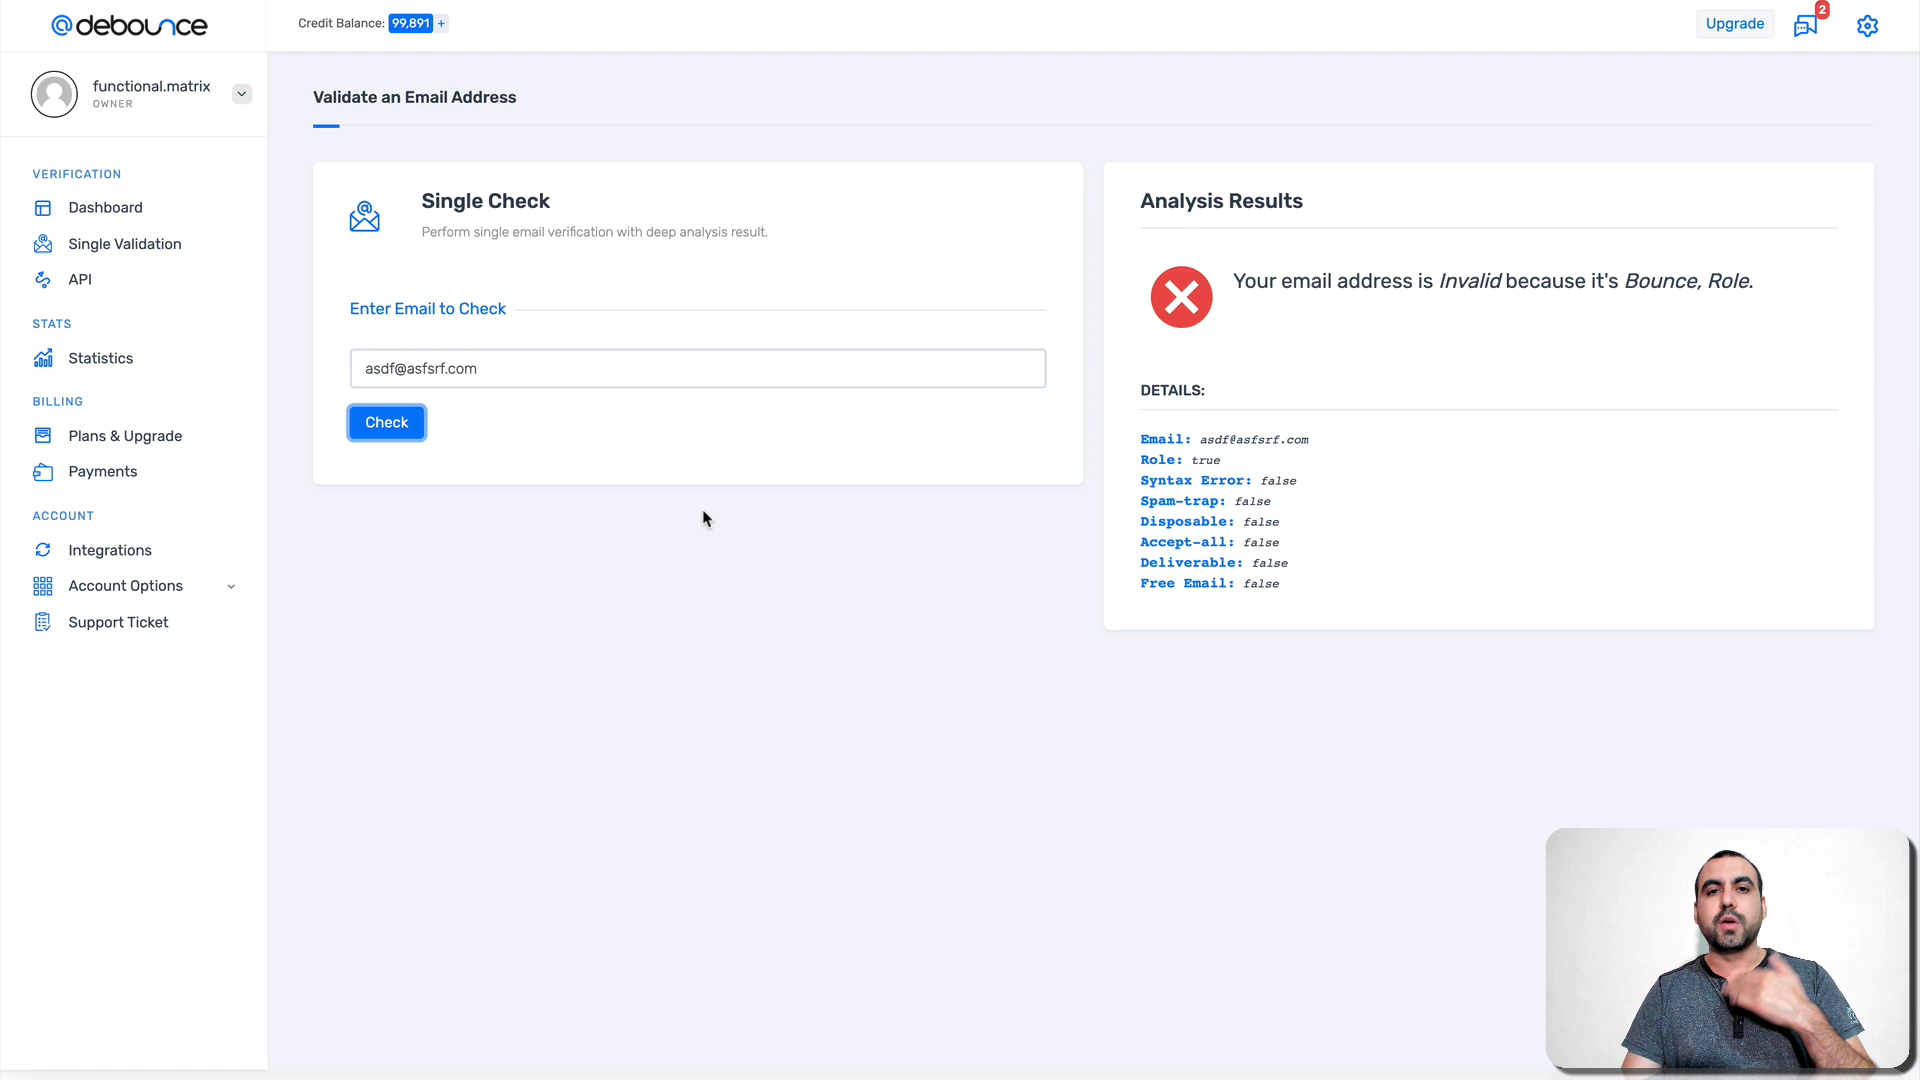 @debounce
Credit Balance: 99,891 +
Upgrade
2
functional.matrix
OWNER
VERIFICATION
Dashboard
Single Validation
API
STATS
Statistics
BILLING
Plans & Upgrade
Payments
ACCOUNT
Integrations
Account Options
Support Ticket
Validate an Email Address
Single Check
Perform single email verification with deep analysis result.
Enter Email to Check
asdf@asfsrf.com
Check
Analysis Results
Your email address is Invalid because it's Bounce, Role.
DETAILS:
Email: asdf@asfsrf.com
Role: true
Syntax Error: false
Spam-trap: false
Disposable: false
Accept-all: false
Deliverable: false
Free Email: false